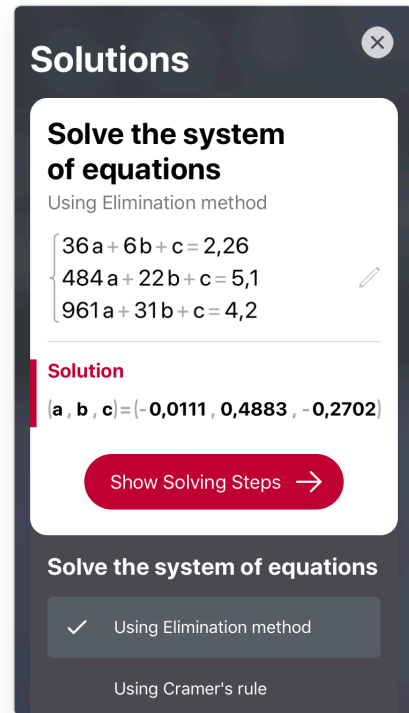 Solutions
Solve the system
of equations
Using Elimination method
36a+6b+c=2,26
484a+22b+c=5,1
961a+31b+c=4,2
Solution
(a , b , c)=(-0,0111 , 0,4883 , -0,2702)
Show Solving Steps →
Solve the system of equations
Using Elimination method
Using Cramer's rule